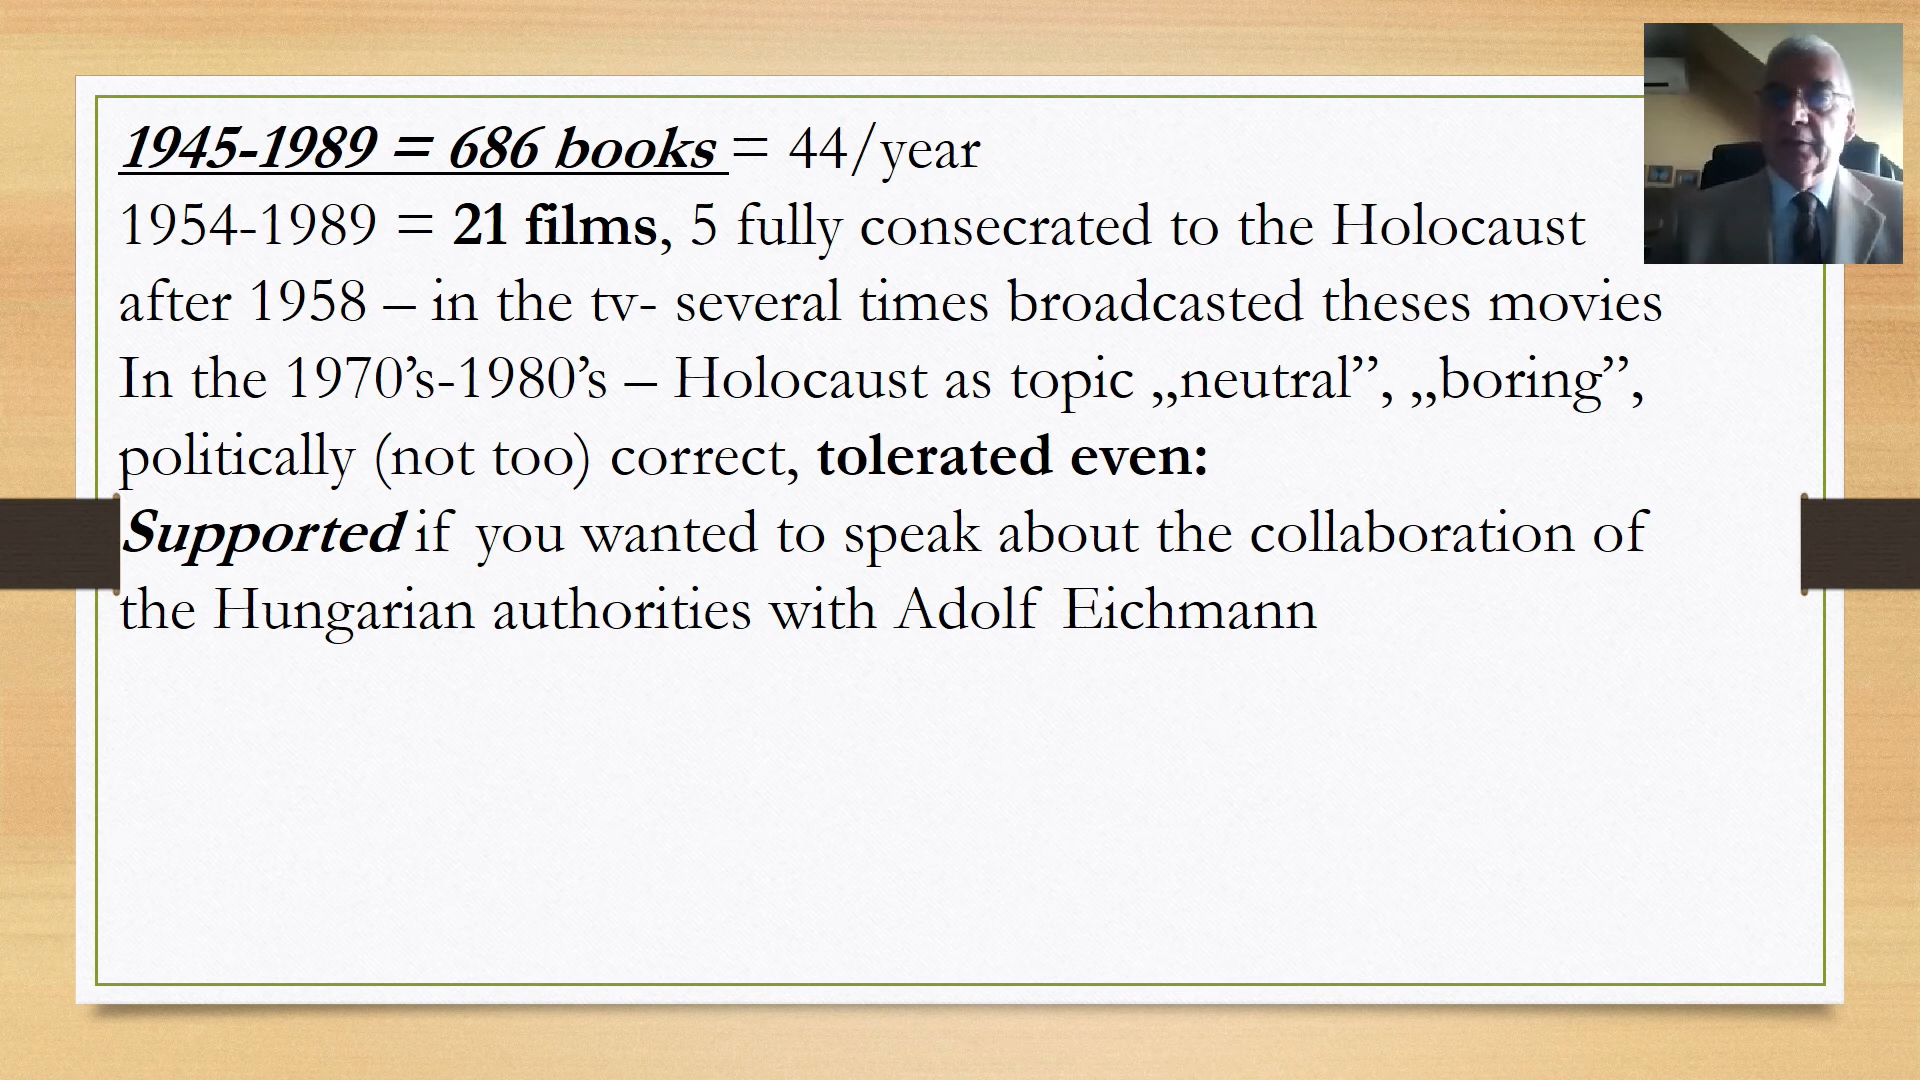 1945-1989 = 686 books = 44/year
1954-1989 = 21 films, 5 fully consecrated to the Holocaust
after 1958 – in the tv- several times broadcasted theses movies
In the 1970’s-1980’s – Holocaust as topic „neutral”, „boring”,
politically (not too) correct, tolerated even:
Supported if you wanted to speak about the collaboration of
the Hungarian authorities with Adolf Eichmann